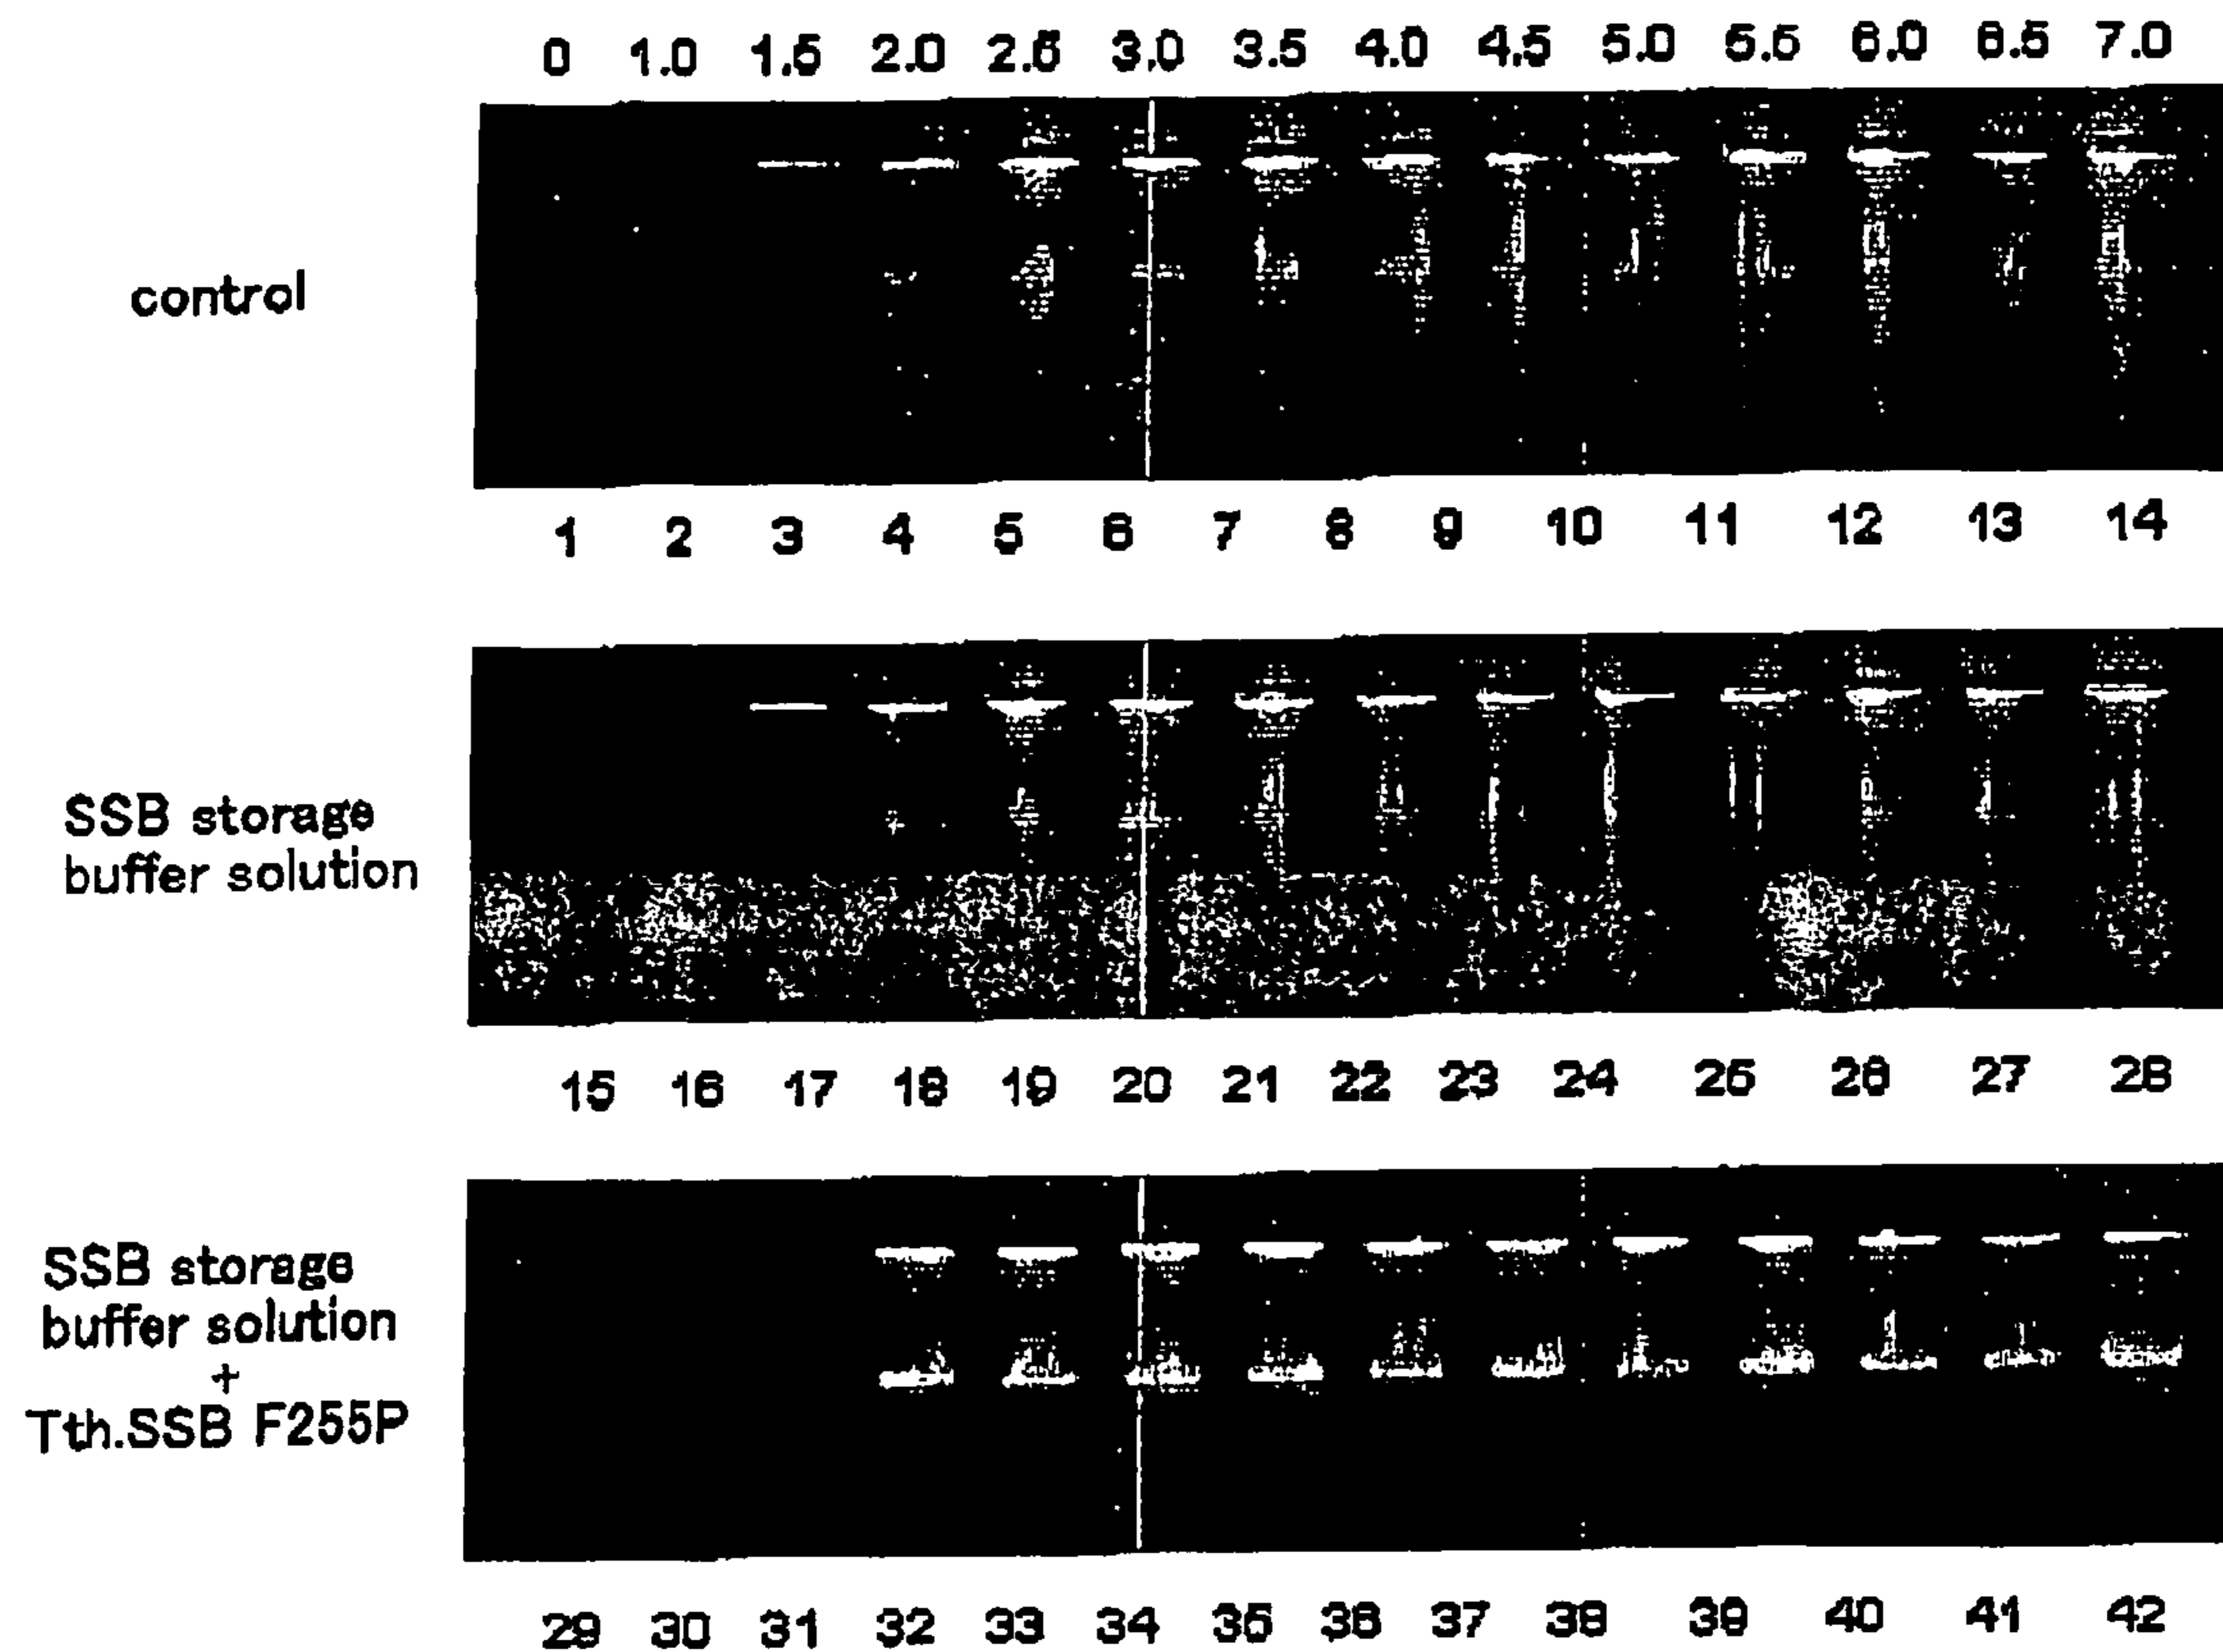 0 1.0 1.5 2.0 2.5 3.0 3.5 4.0 4.5 5.0 5.5 6.0 6.5 7.0
control
1 2 3 4 5 6 7 8 9 10 11 12 13 14
SSB storage
buffer solution
15 16 17 18 19 20 21 22 23 24 25 26 27 28
SSB storage
buffer solution
+
Tth.SSB F255P
29 30 31 32 33 34 35 36 37 38 39 40 41 42